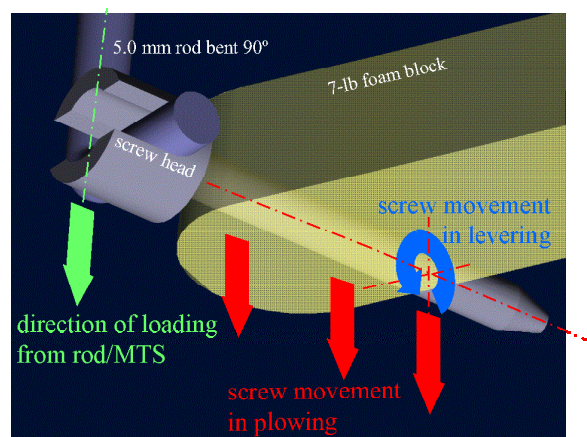 5.0 mm rod bent 90º
7-lb foam block
screw head
screw movement
in levering
direction of loading
from rod/MTS
screw movement
in plowing